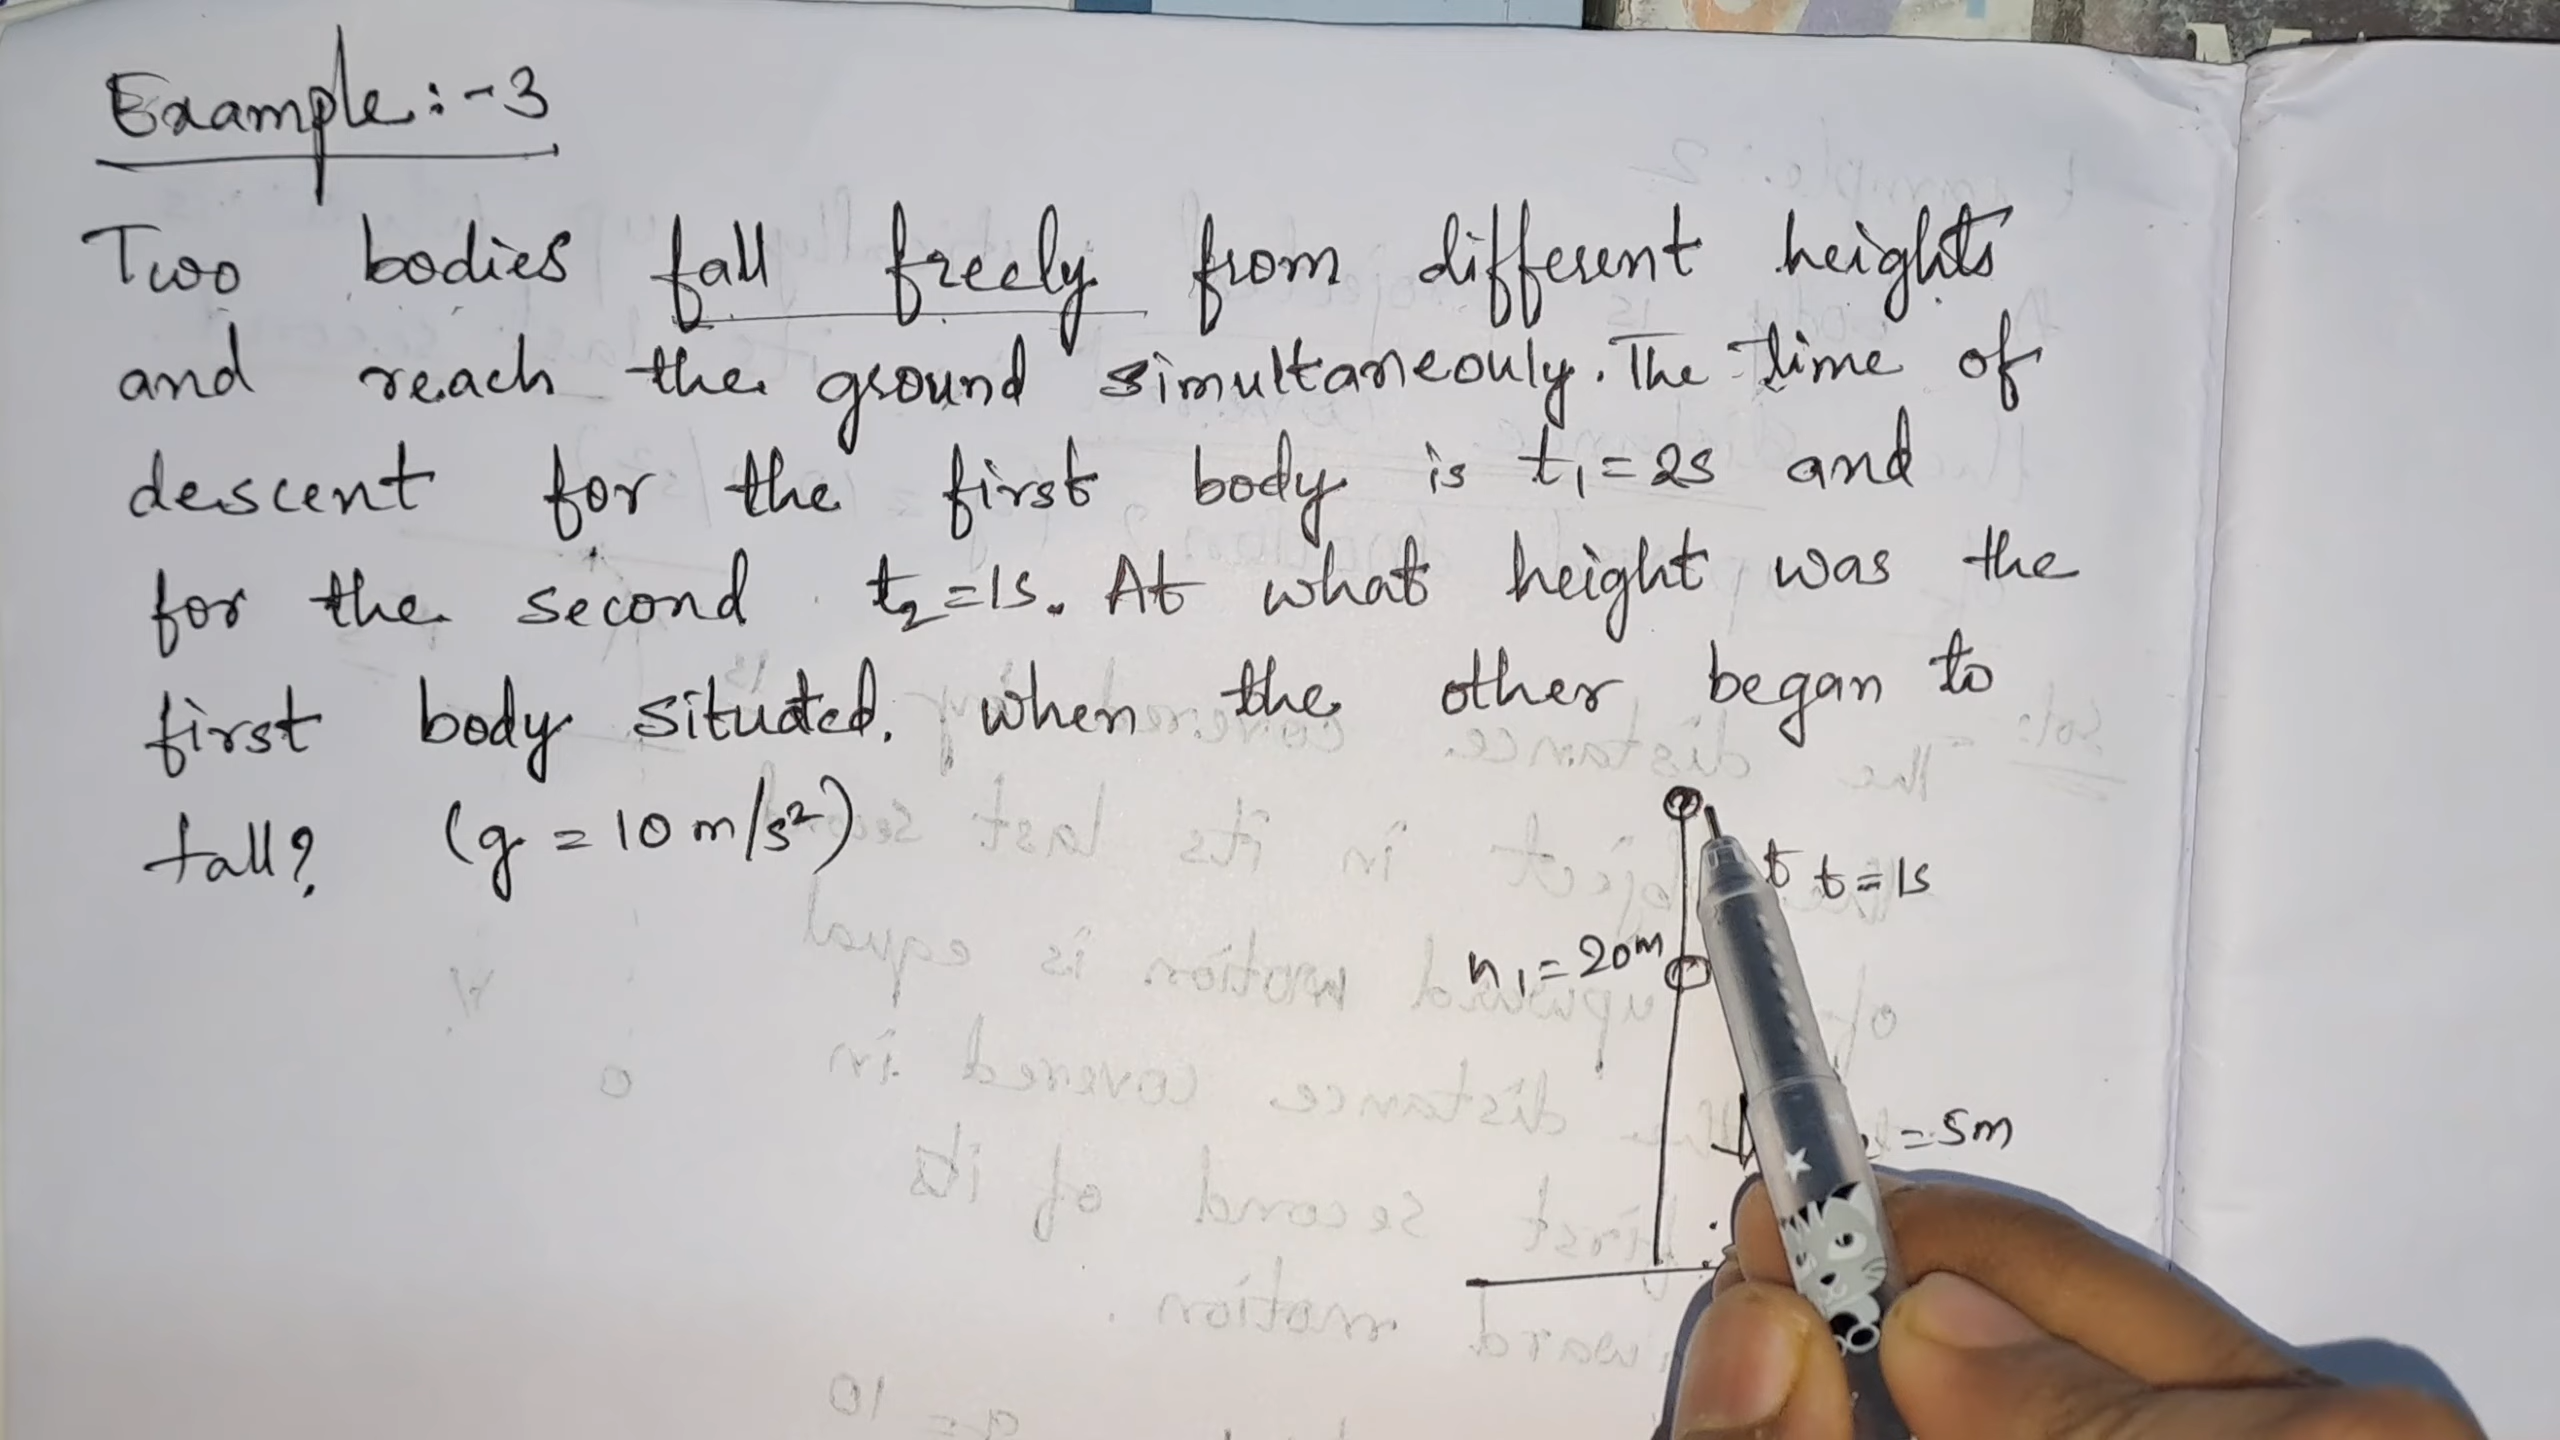 Example:-3
Two bodies fall freely from different heights
and reach the ground simultaneouly. The time of
descent for the first body is t₁=2s and
for the second t₂=1s. At what height was the
first body situated. when the other began to
fall? (g = 10 m/s²)
t t=1s
h₁=20m
=5m